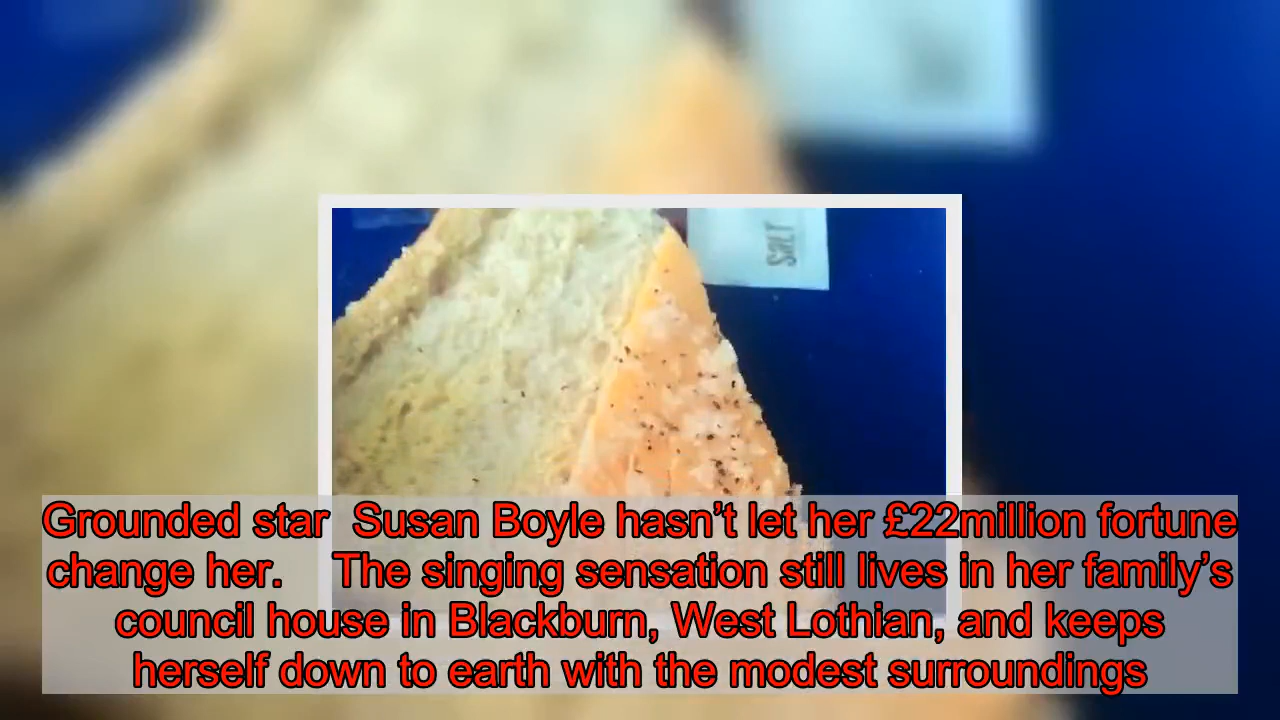 SALT
Grounded star  Susan Boyle hasn’t let her £22million fortune
change her.    The singing sensation still lives in her family’s
council house in Blackburn, West Lothian, and keeps
herself down to earth with the modest surroundings